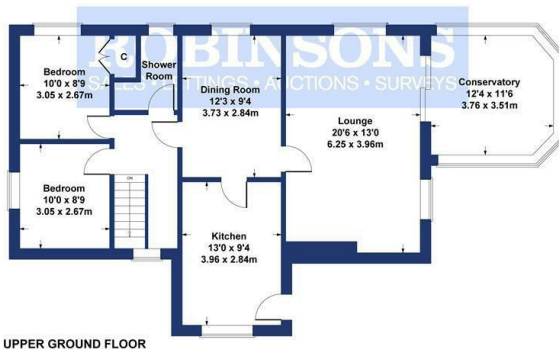 ROBINSONS
SALES • LETTINGS • AUCTIONS • SURVEYS
Bedroom
10'0 x 8'9
3.05 x 2.67m
C
Shower
Room
Dining Room
12'3 x 9'4
3.73 x 2.84m
Lounge
20'6 x 13'0
6.25 x 3.96m
Conservatory
12'4 x 11'6
3.76 x 3.51m
Bedroom
10'0 x 8'9
3.05 x 2.67m
Kitchen
13'0 x 9'4
3.96 x 2.84m
UPPER GROUND FLOOR